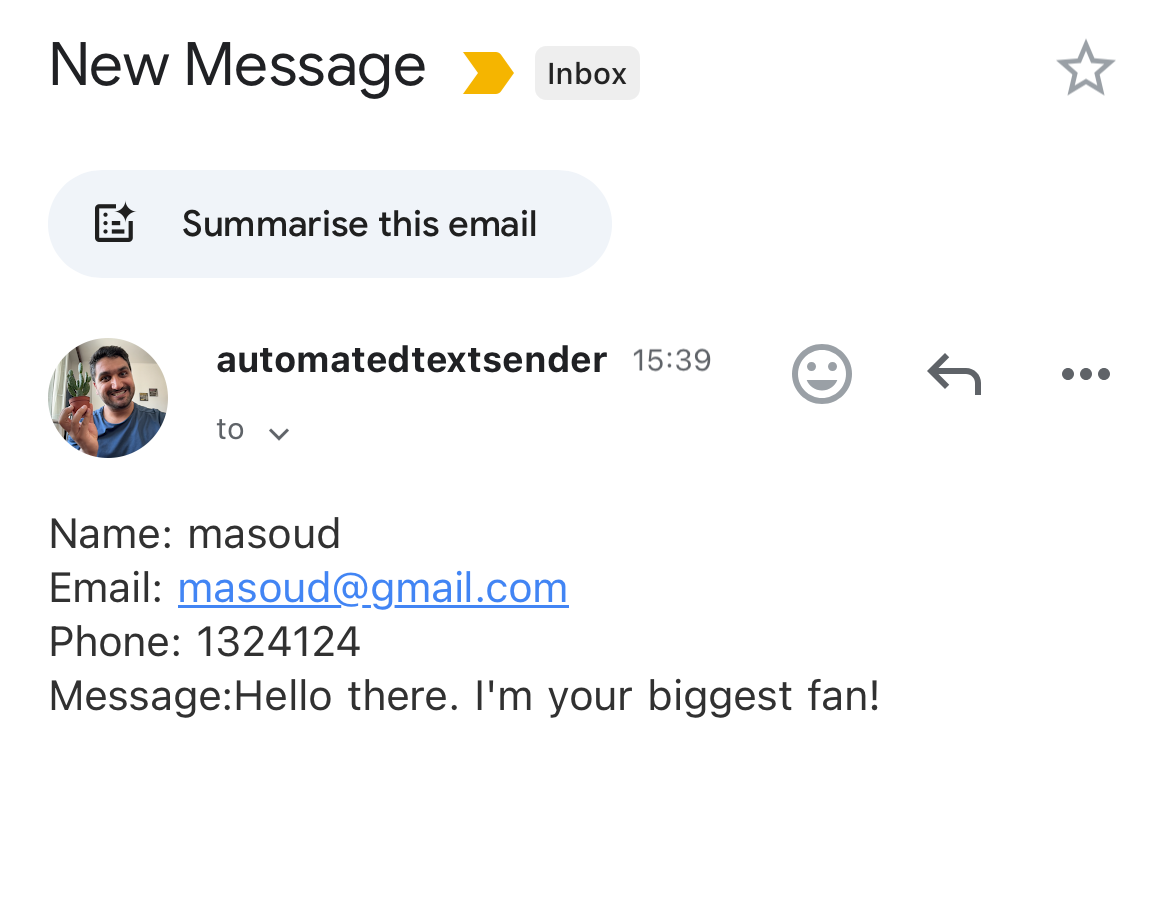 New Message
Inbox
Summarise this email
automatedtextsender 15:39
to
Name: masoud
Email: masoud@gmail.com
Phone: 1324124
Message:Hello there. I'm your biggest fan!